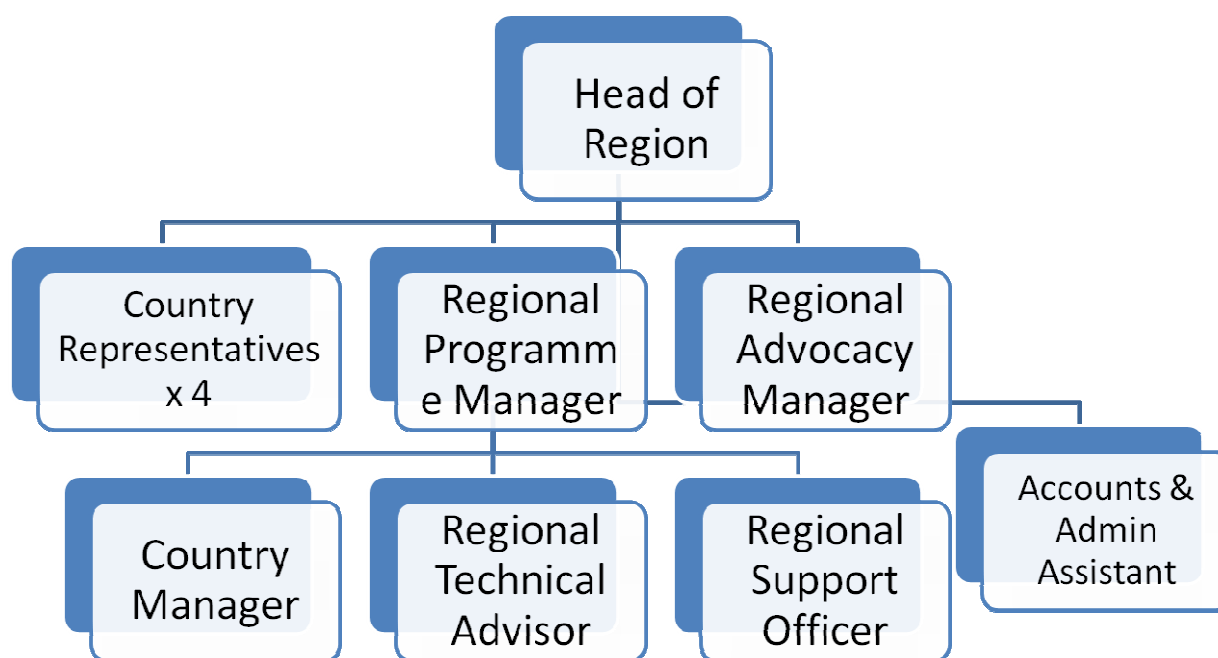 Head of
Region
Country
Representatives
x 4
Regional
Programm
e Manager
Regional
Advocacy
Manager
Country
Manager
Regional
Technical
Advisor
Regional
Support
Officer
Accounts &
Admin
Assistant